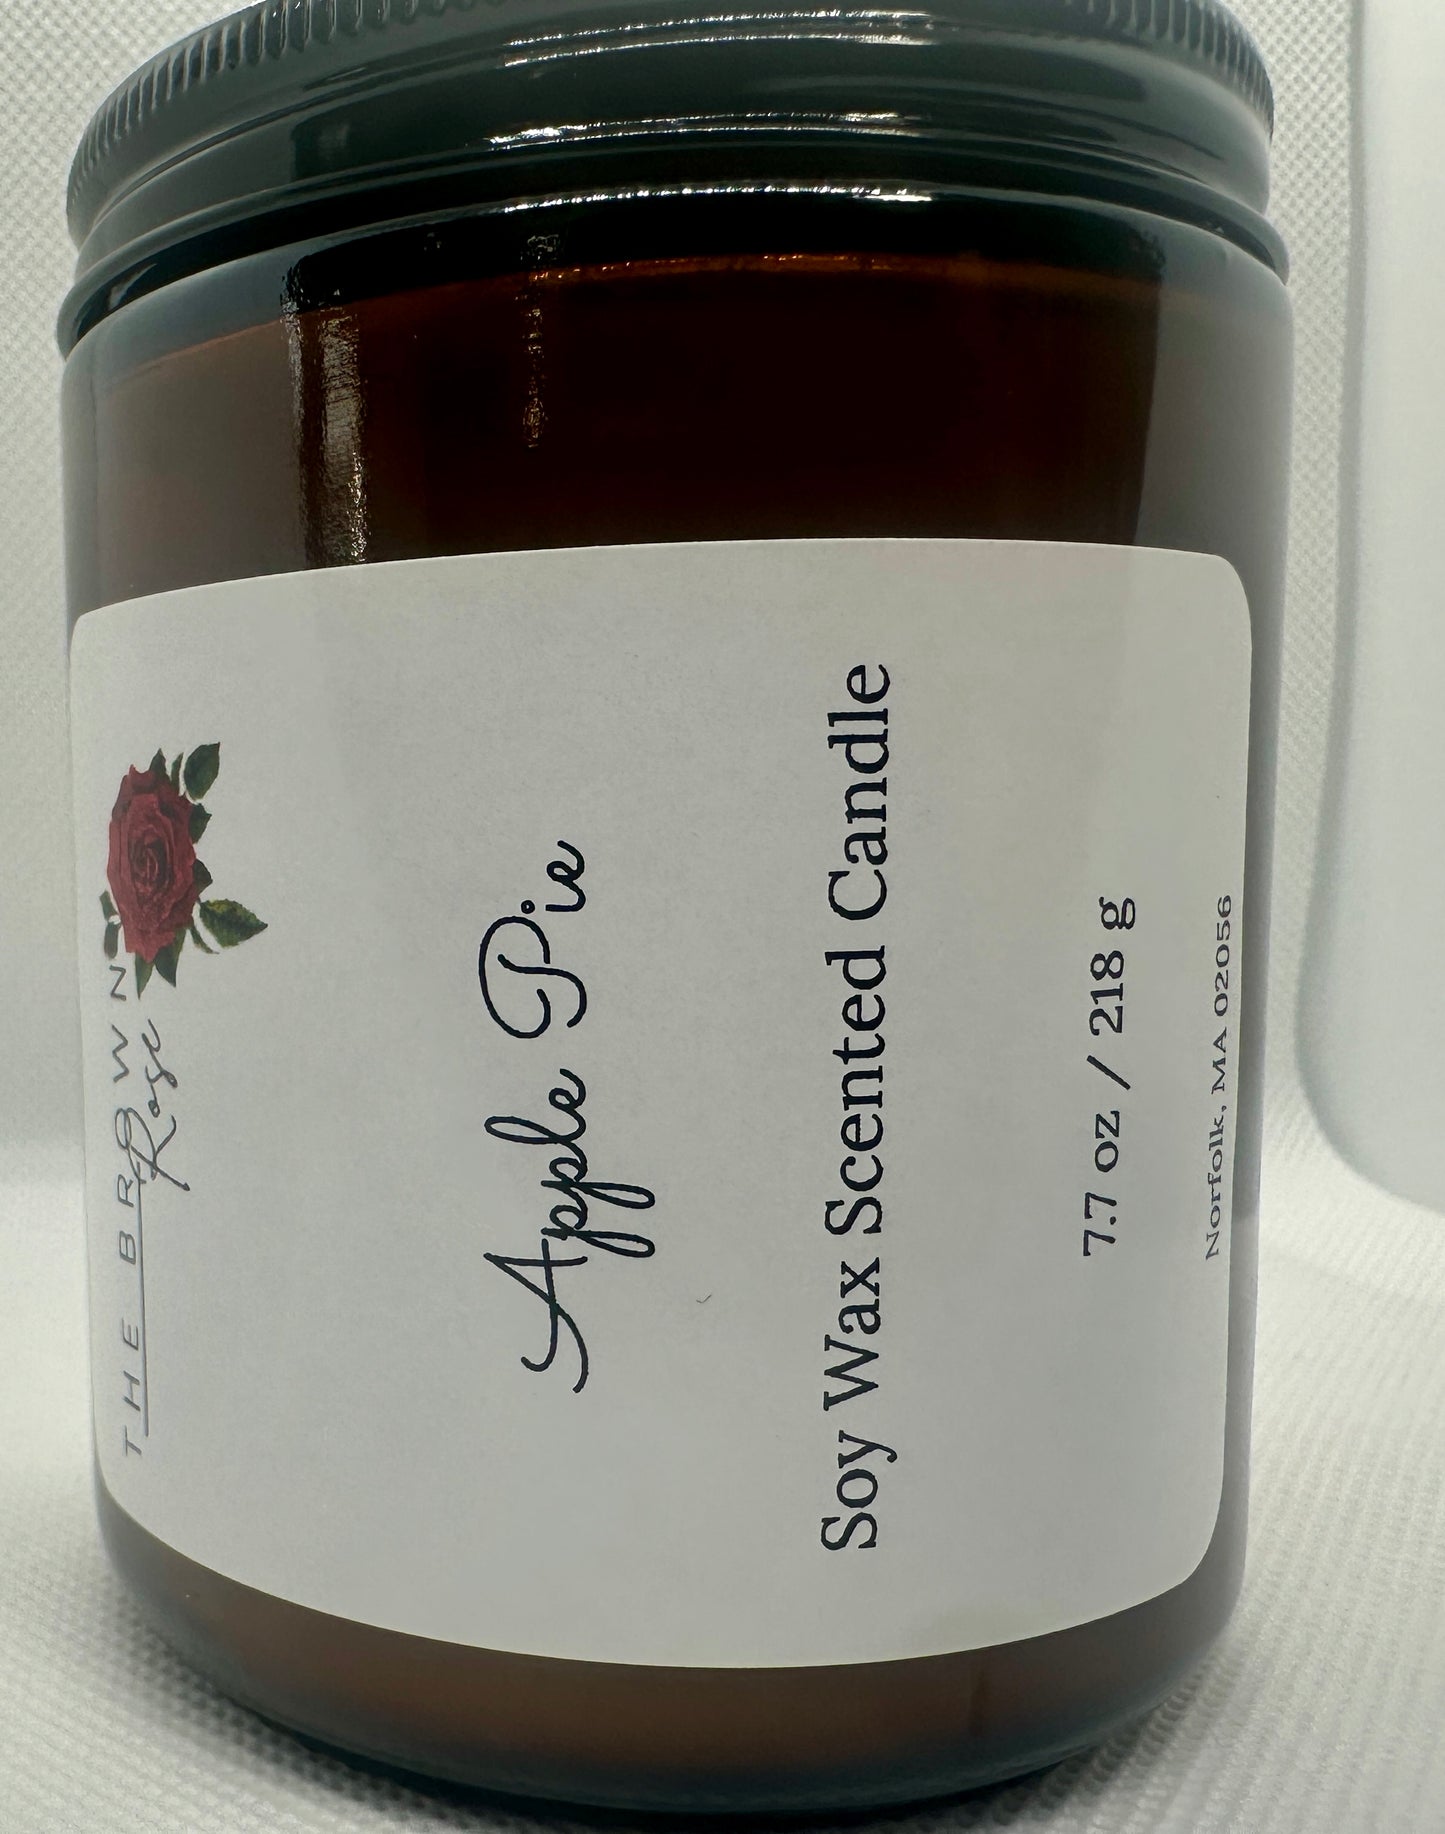 THE BROWN
Rose
Apple Pie
Soy Wax Scented Candle
7.7 oz / 218 g
Norfolk, MA 02056